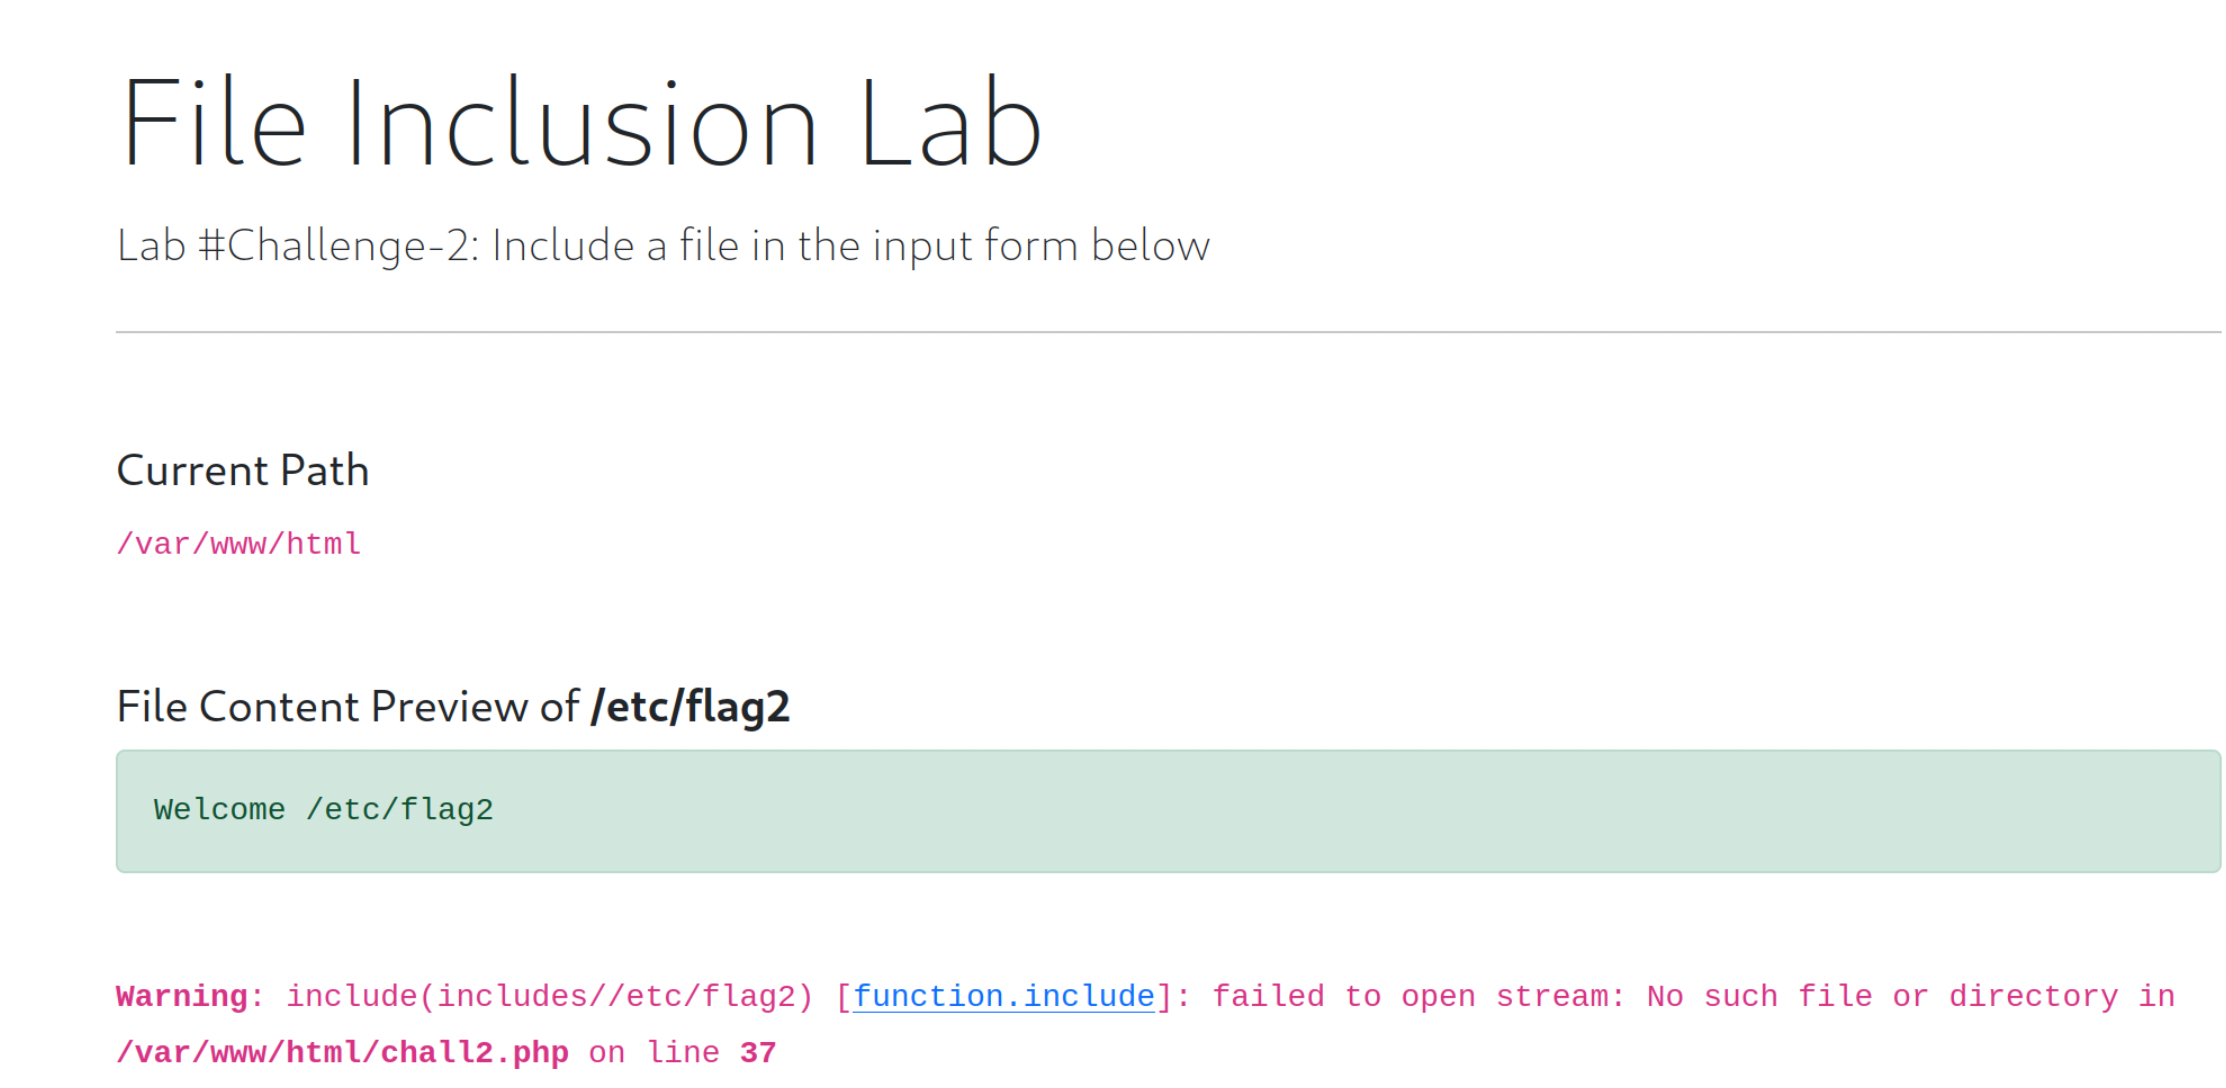 File Inclusion Lab
Lab #Challenge-2: Include a file in the input form below
Current Path
/var/www/html
File Content Preview of /etc/flag2
Welcome /etc/flag2
Warning: include(includes//etc/flag2) [function.include]: failed to open stream: No such file or directory in
/var/www/html/chall2.php on line 37